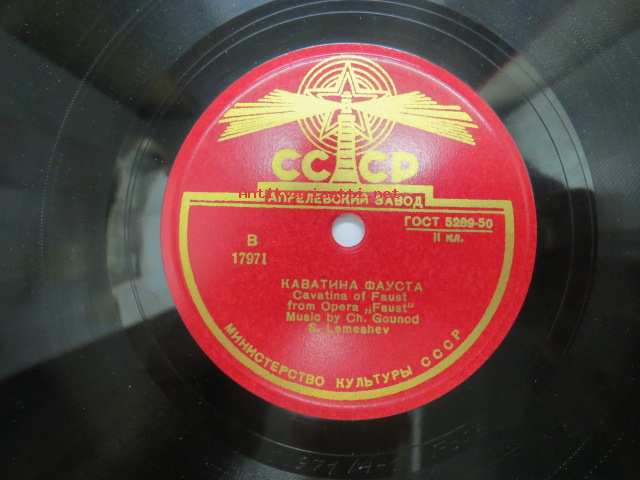 СССР
АПРЕЛЕВСКИЙ ЗАВОД
ГОСТ 5289-50
II кл.
В
17971
КАВАТИНА ФАУСТА
Cavatina of Faust
from Opera „Faust"
Music by Ch. Gounod
S. Lemeshev
МИНИСТЕРСТВО КУЛЬТУРЫ СССР